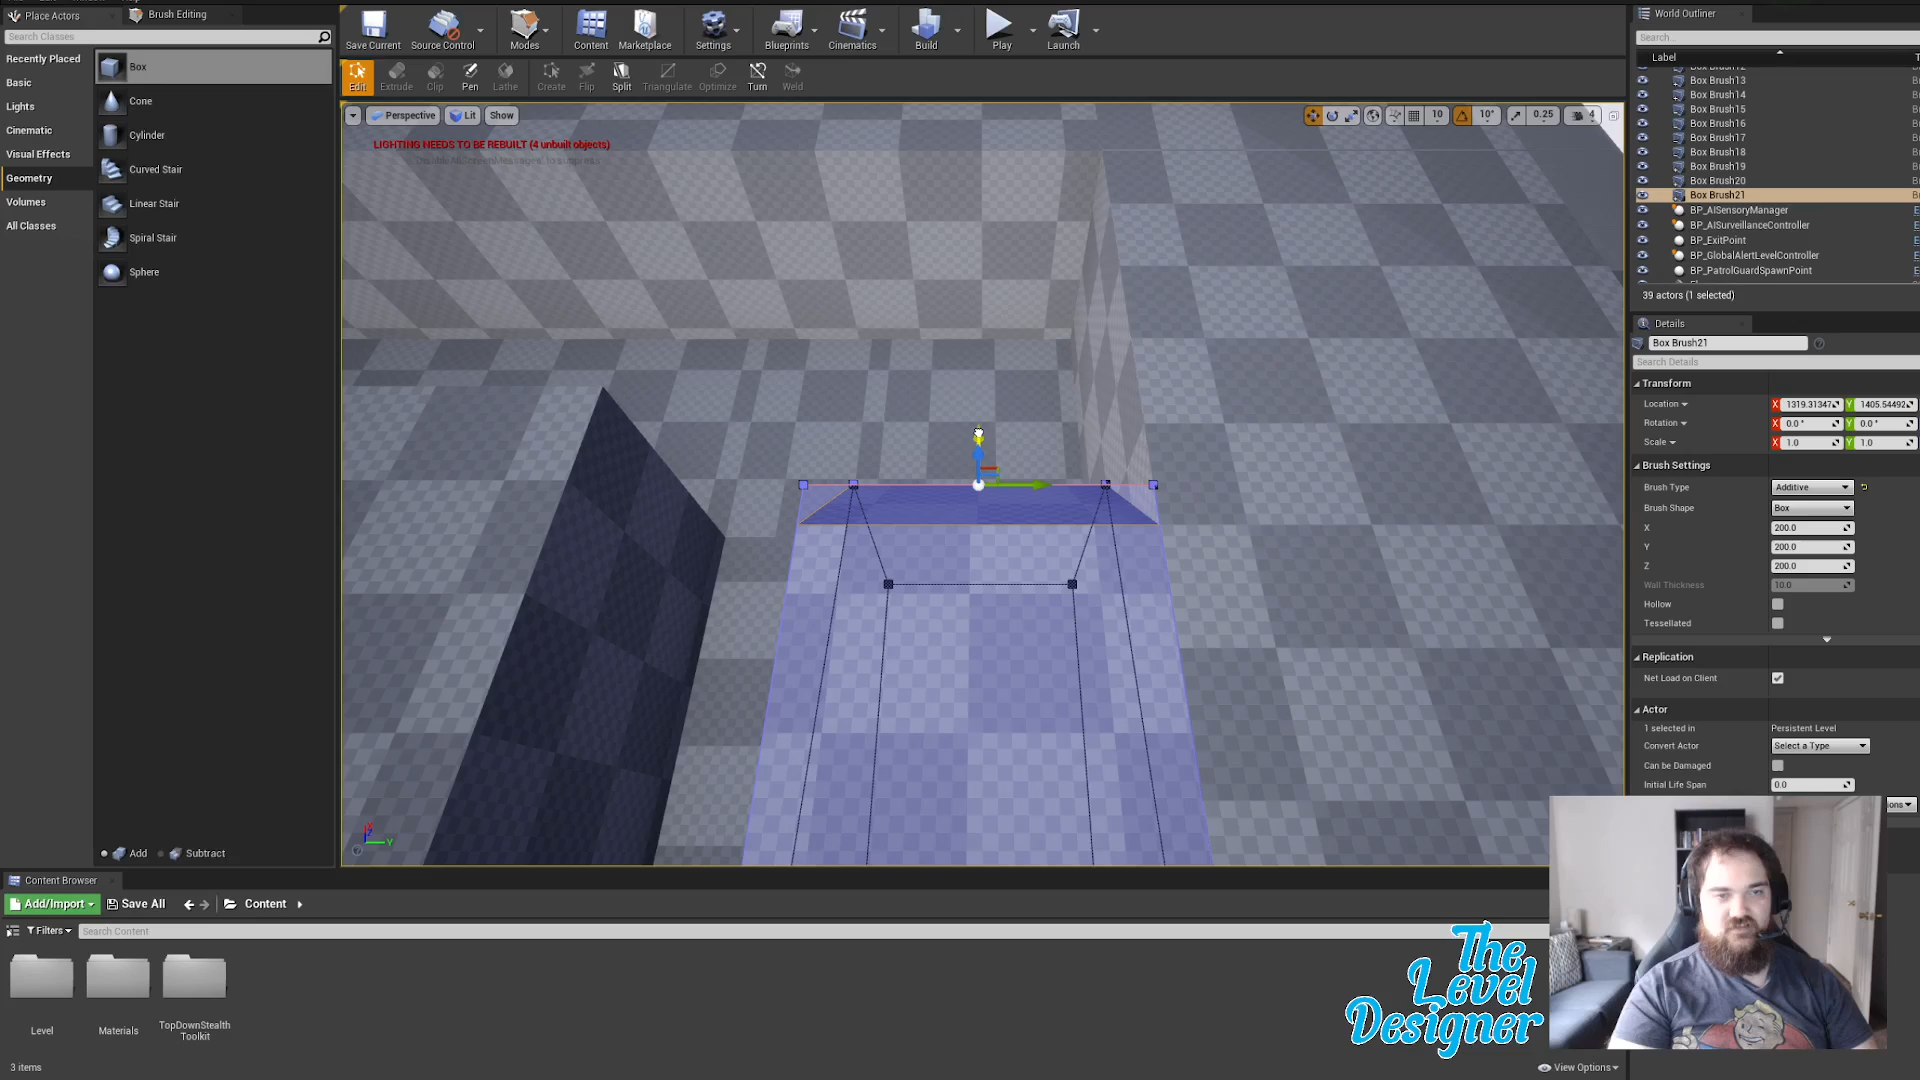 Place Actors
Brush Editing
Search Classes
Recently Placed
Basic
Lights
Cinematic
Visual Effects
Geometry
Volumes
All Classes
Box
Cone
Cylinder
Curved Stair
Linear Stair
Spiral Stair
Sphere
Add
Subtract
Save Current
Source Control
Modes
Content
Marketplace
Settings
Blueprints
Cinematics
Build
Play
Launch
Edit
Extrude
Clip
Pen
Lathe
Create
Flip
Split
Triangulate
Optimize
Turn
Weld
Perspective
Lit
Show
10
10°
0.25
4
LIGHTING NEEDS TO BE REBUILT (4 unbuilt objects)
World Outliner
Search...
Label
Box Brush13
Box Brush14
Box Brush15
Box Brush16
Box Brush17
Box Brush18
Box Brush19
Box Brush20
Box Brush21
BP_AISensoryManager
BP_AISurveillanceController
BP_ExitPoint
BP_GlobalAlertLevelController
BP_PatrolGuardSpawnPoint
39 actors (1 selected)
Details
Box Brush21
Search Details
Transform
Location X 1319.31347 Y 1405.54492
Rotation X 0.0 ° Y 0.0 °
Scale X 1.0 Y 1.0
Brush Settings
Brush Type Additive
Brush Shape Box
X 200.0
Y 200.0
Z 200.0
Wall Thickness 10.0
Hollow
Tessellated
Replication
Net Load on Client
Actor
1 selected in Persistent Level
Convert Actor Select a Type
Can be Damaged
Initial Life Span 0.0
Content Browser
Add/Import
Save All
Content
Filters
Search Content
Level
Materials
TopDownStealth
Toolkit
3 items
View Options
The
Level
Designer